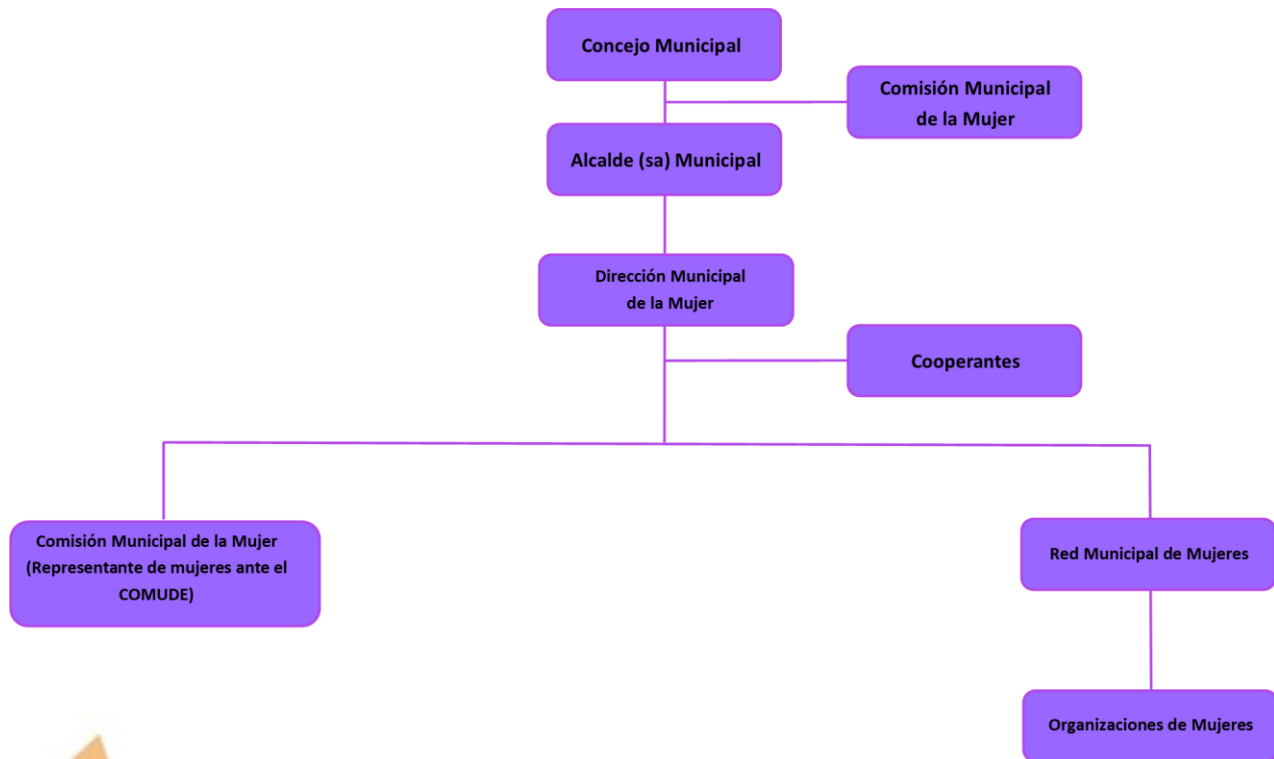 Concejo Municipal
Comisión Municipal
de la Mujer
Alcalde (sa) Municipal
Dirección Municipal
de la Mujer
Cooperantes
Comisión Municipal de la Mujer
(Representante de mujeres ante el
COMUDE)
Red Municipal de Mujeres
Organizaciones de Mujeres